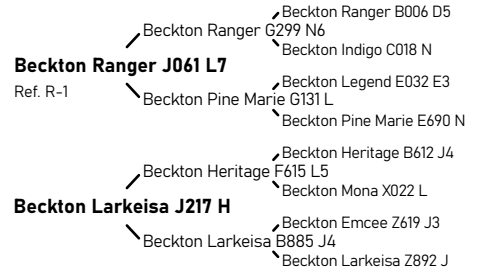 Beckton Ranger B006 D5
Beckton Ranger G299 N6
Beckton Indigo C018 N
Beckton Ranger J061 L7
Ref. R-1
Beckton Legend E032 E3
Beckton Pine Marie G131 L
Beckton Pine Marie E690 N
Beckton Heritage B612 J4
Beckton Heritage F615 L5
Beckton Mona X022 L
Beckton Larkeisa J217 H
Beckton Emcee Z619 J3
Beckton Larkeisa B885 J4
Beckton Larkeisa Z892 J